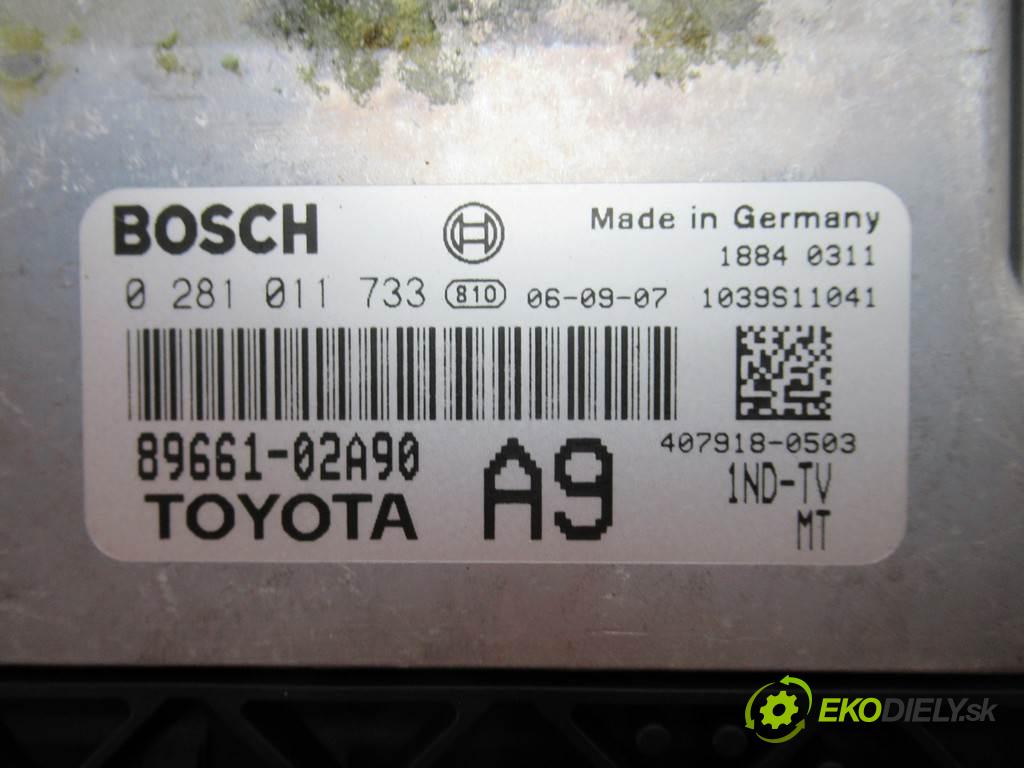 BOSCH Made in Germany
1884 0311
0 281 011 733 810 06-09-07 1039S11041
407918-0503
89661-02A90 A9 1ND-TV
TOYOTA MT
EKODIELY.sk